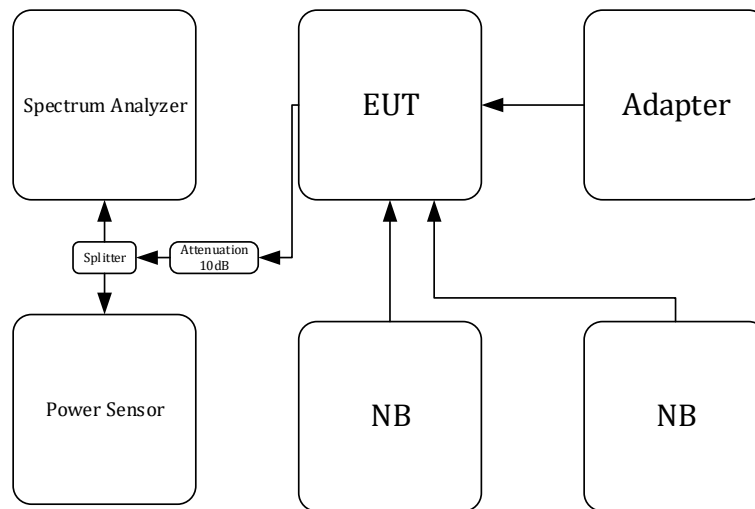 Spectrum Analyzer
EUT
Adapter
Splitter
Attenuation
10dB
Power Sensor
NB
NB